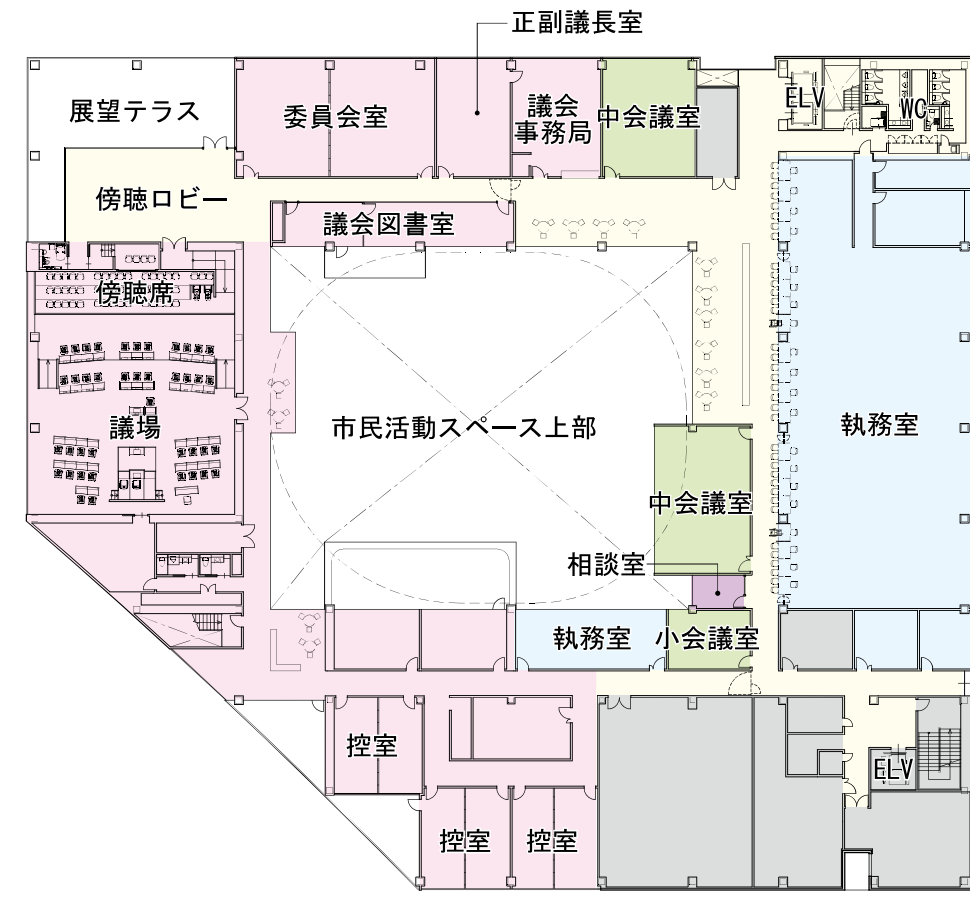 正副議長室
展望テラス
委員会室
議会
事務局
中会議室
ELV
WC
傍聴ロビー
議会図書室
傍聴席
議場
市民活動スペース上部
執務室
中会議室
相談室
執務室
小会議室
控室
ELV
控室
控室